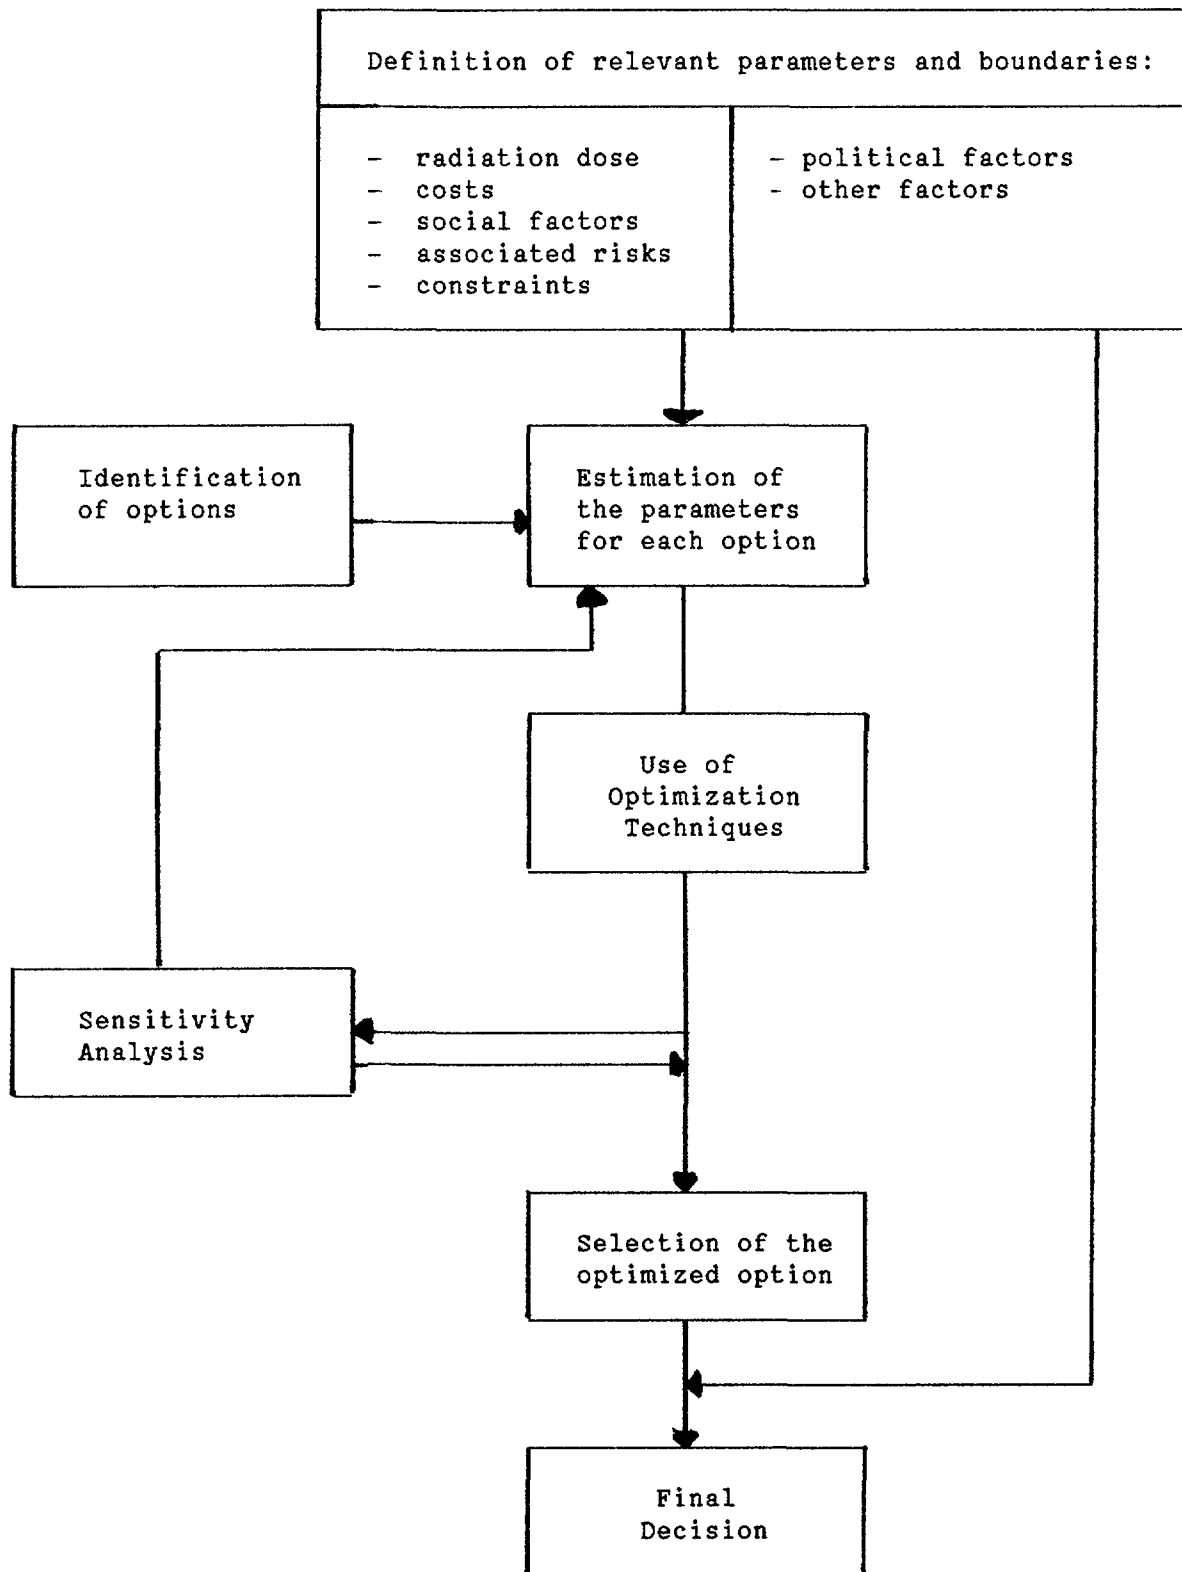 Definition of relevant parameters and boundaries:
- radiation dose
- costs
- social factors
- associated risks
- constraints
- political factors
- other factors
Identification
of options
Estimation of
the parameters
for each option
Use of
Optimization
Techniques
Sensitivity
Analysis
Selection of the
optimized option
Final
Decision